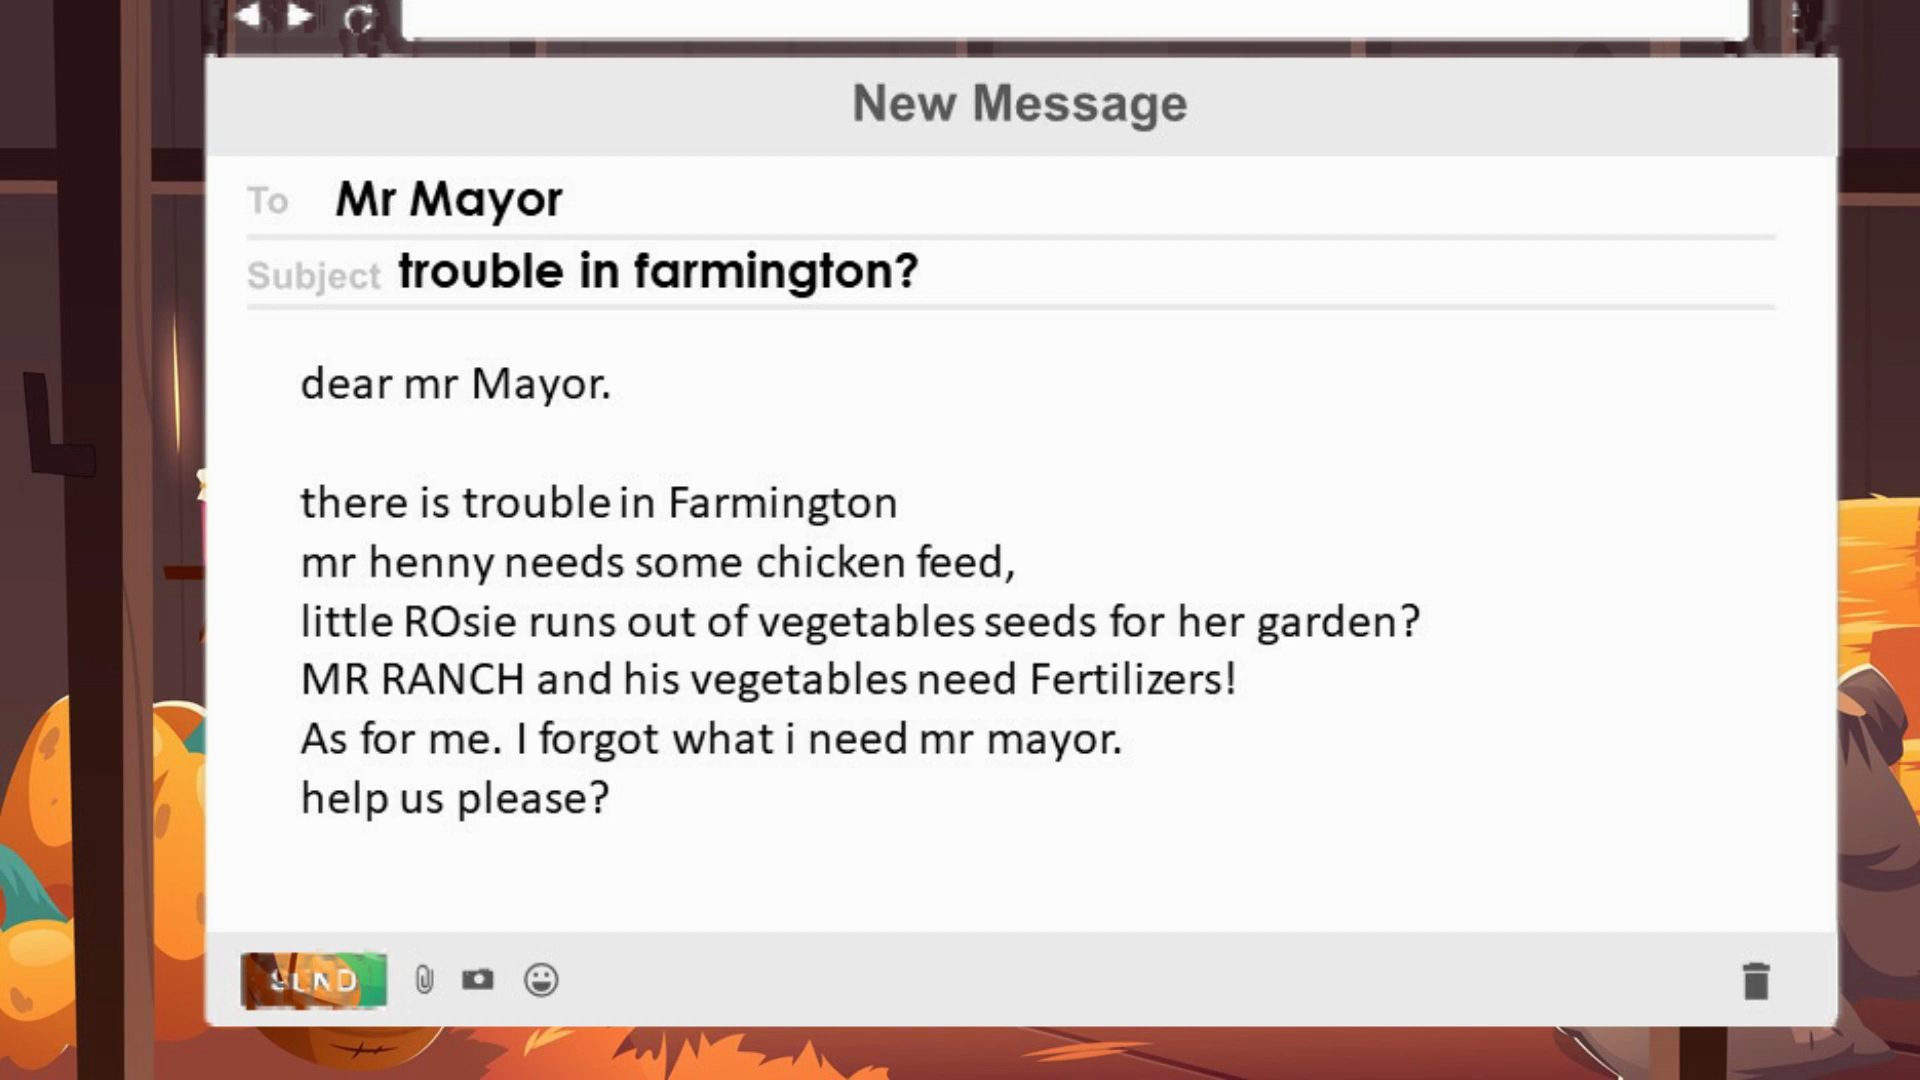 New Message
To Mr Mayor
Subject trouble in farmington?
dear mr Mayor.
there is trouble in Farmington
mr henny needs some chicken feed,
little ROsie runs out of vegetables seeds for her garden?
MR RANCH and his vegetables need Fertilizers!
As for me. I forgot what i need mr mayor.
help us please?
SEND